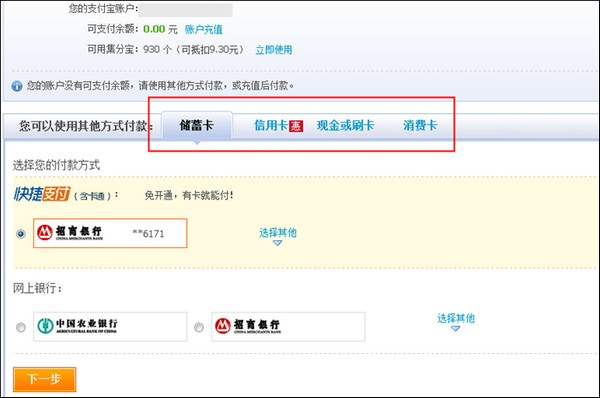 您的支付宝账户:
可支付余额: 0.00 元 账户充值
可用集分宝: 930 个（可抵扣9.30元） 立即使用
您的账户没有可支付余额，请使用其他方式付款，或充值后付款。
您可以使用其他方式付款: 储蓄卡 信用卡 惠 现金或刷卡 消费卡
选择您的付款方式
快捷支付（含卡通）: 免开通，有卡就能付!
招商银行 CHINA MERCHANTS BANK **6171 选择其他
网上银行:
中国农业银行 AGRICULTURAL BANK OF CHINA 招商银行 CHINA MERCHANTS BANK 选择其他
下一步